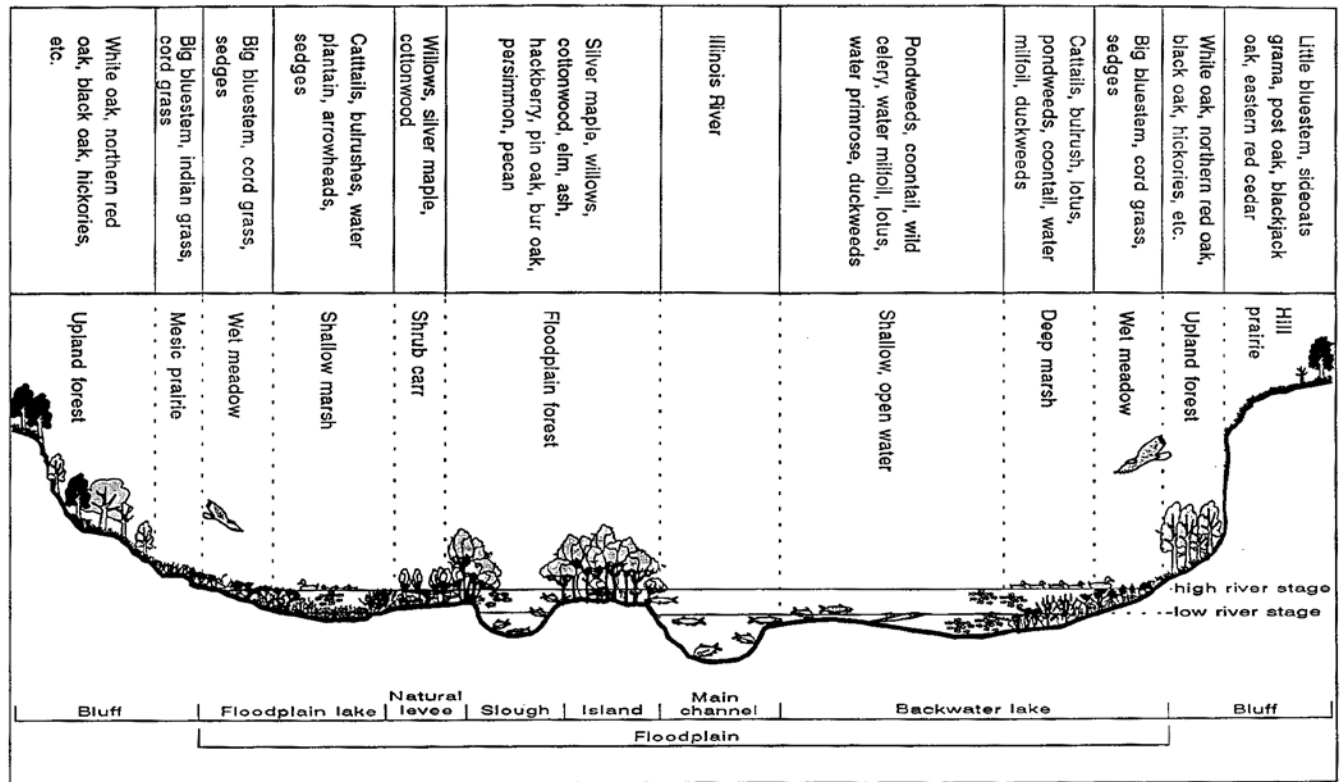 White oak, northern red
oak, black oak, hickories,
etc.
Big bluestem, indian grass,
cord grass
Big bluestem, cord grass,
sedges
Catttails, bulrushes, water
plantain, arrowheads,
sedges
Willows, silver maple,
cottonwood
Silver maple, willows,
cottonwood, elm, ash,
hackberry, pin oak, bur oak,
persimmon, pecan
Illinois River
Pondweeds, coontail, wild
celery, water milfoil, lotus,
water primrose, duckweeds
Cattails, bulrush, lotus,
pondweeds, coontail, water
milfoil, duckweeds
Big bluestem, cord grass,
sedges
White oak, northern red oak,
black oak, hickories, etc.
Little bluestem, sideoats
grama, post oak, blackjack
oak, eastern red cedar
Upland forest
Mesic prairie
Wet meadow
Shallow marsh
Shrub carr
Floodplain forest
Shallow, open water
Deep marsh
Wet meadow
Upland forest
Hill
prairie
high river stage
low river stage
Bluff
Floodplain lake
Natural
levee
Slough
Island
Main
channel
Backwater lake
Bluff
Floodplain